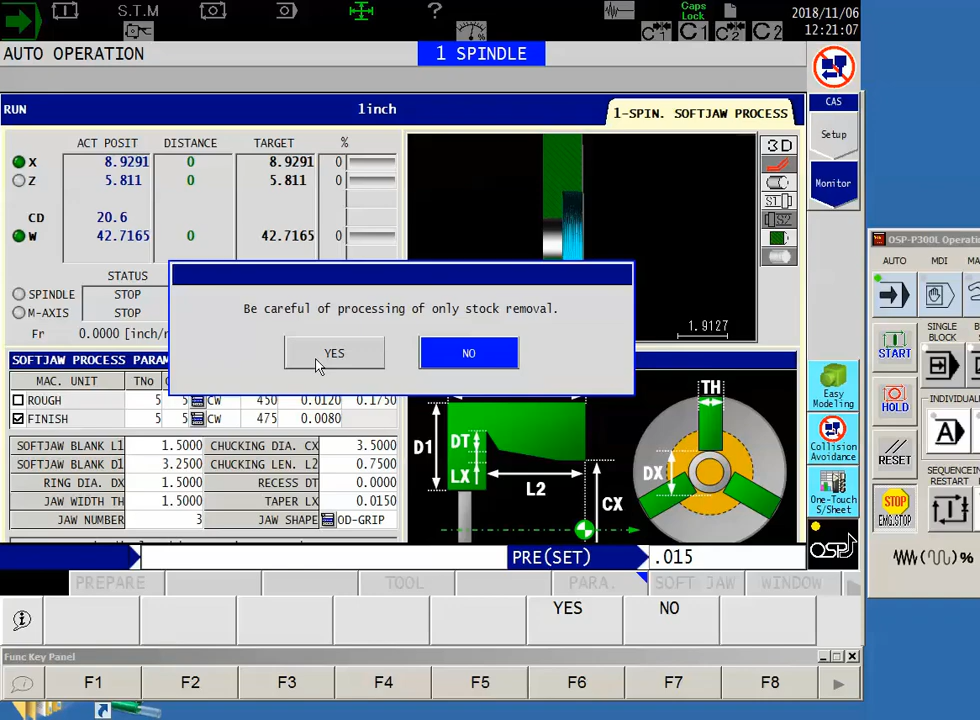 S.T.M
?
Caps
Lock
C1 C1 C2 C2
2018/11/06
12:21:07
AUTO OPERATION
1 SPINDLE
RUN
1inch
1-SPIN. SOFTJAW PROCESS
CAS
Setup
Monitor
ACT POSIT DISTANCE TARGET %
X 8.9291 0 8.9291 0
Z 5.811 0 5.811 0
CD 20.6
W 42.7165 0 42.7165 0
STATUS
SPINDLE STOP
M-AXIS STOP
Fr 0.0000 [inch/r
3D
S1
S2
1.9127
Be careful of processing of only stock removal.
YES
NO
SOFTJAW PROCESS PARAM
MAC. UNIT TNo
ROUGH 5 5 CW 450 0.0120 0.1750
FINISH 5 5 CW 475 0.0080
SOFTJAW BLANK L1 1.5000 CHUCKING DIA. CX 3.5000
SOFTJAW BLANK D1 3.2500 CHUCKING LEN. L2 0.7500
RING DIA. DX 1.5000 RECESS DT 0.0000
JAW WIDTH TH 1.5000 TAPER LX 0.0150
JAW NUMBER 3 JAW SHAPE OD-GRIP
D1
DT
LX
L2
CX
TH
DX
Easy
Modeling
Collision
Avoidance
One-Touch
S/Sheet
OSP
PRE(SET)
.015
PREPARE TOOL PARA. SOFT JAW WINDOW
YES NO
Func Key Panel
F1 F2 F3 F4 F5 F6 F7 F8
OSP-P300L Operati
AUTO MDI MA
START
SINGLE
BLOCK
HOLD
INDIVIDUAL
A
RESET
SEQUENCE
RESTART
STOP
EMG.STOP
%